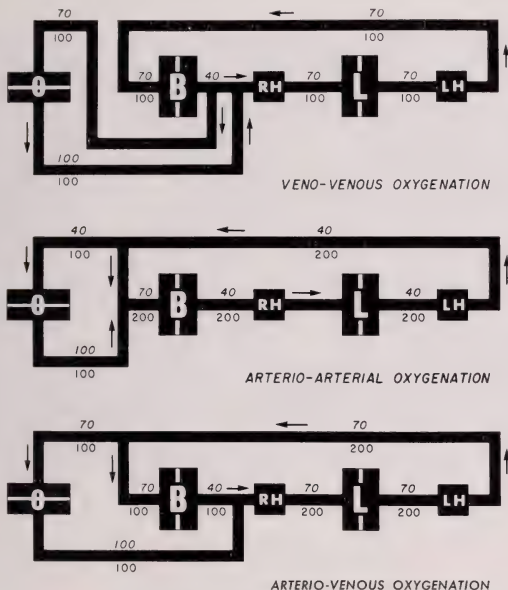 70 70
100 100
O 70 B 40 RH 70 L 70 LH
100 100 100
100
100
VENO-VENOUS OXYGENATION
40 40
100 200
O 70 B 40 RH L 40 LH
200 200 200
100
100
ARTERIO-ARTERIAL OXYGENATION
70 70
100 200
O 70 B 40 RH 70 L 70 LH
100 100 200 200
100
100
ARTERIO-VENOUS OXYGENATION